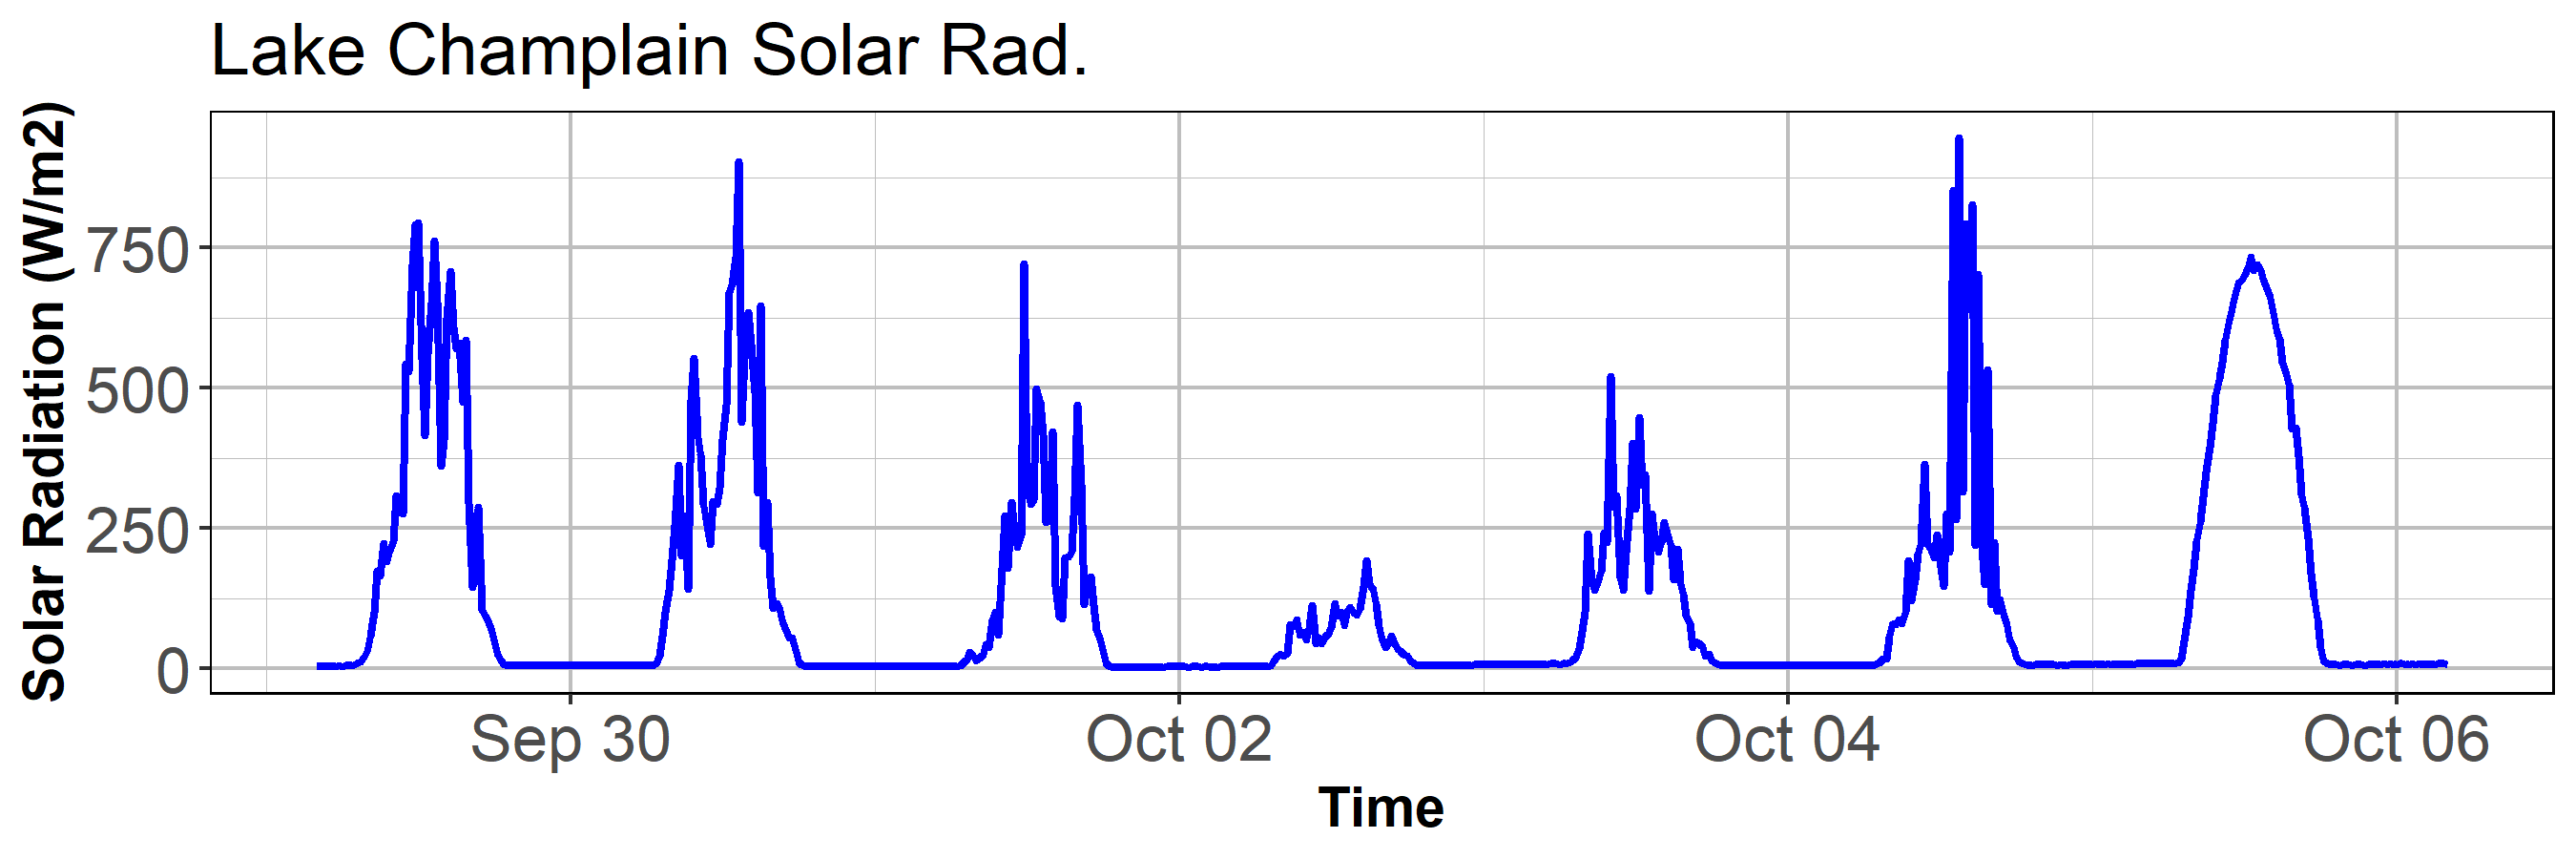 Lake Champlain Solar Rad.
Solar Radiation (W/m2)
750
500
250
0
Sep 30
Oct 02
Oct 04
Oct 06
Time